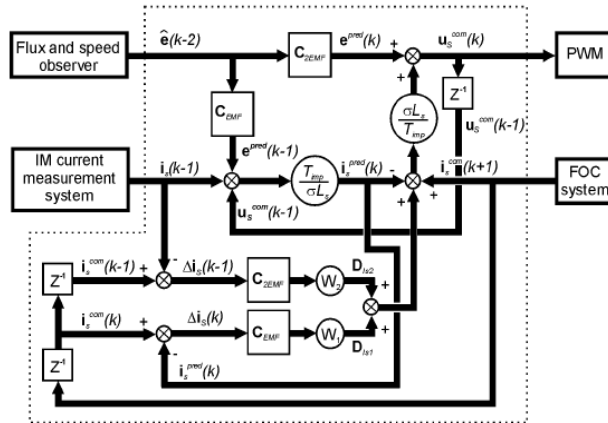 Flux and speed
observer
ê(k-2)
C2EMF
e^pred(k)
+
+
us^com(k)
PWM
CEMF
σLs
Timp
Z-1
us^com(k-1)
e^pred(k-1)
IM current
measurement
system
is(k-1)
Timp
σLs
is^pred(k)
-
+
+
is^com(k+1)
FOC
system
us^com(k-1)
Z-1
is^com(k-1)
+
-
Δis(k-1)
C2EMF
W2
DIs2
+
is^com(k)
+
-
Δis(k)
CEMF
W1
DIs1
+
Z-1
is^pred(k)